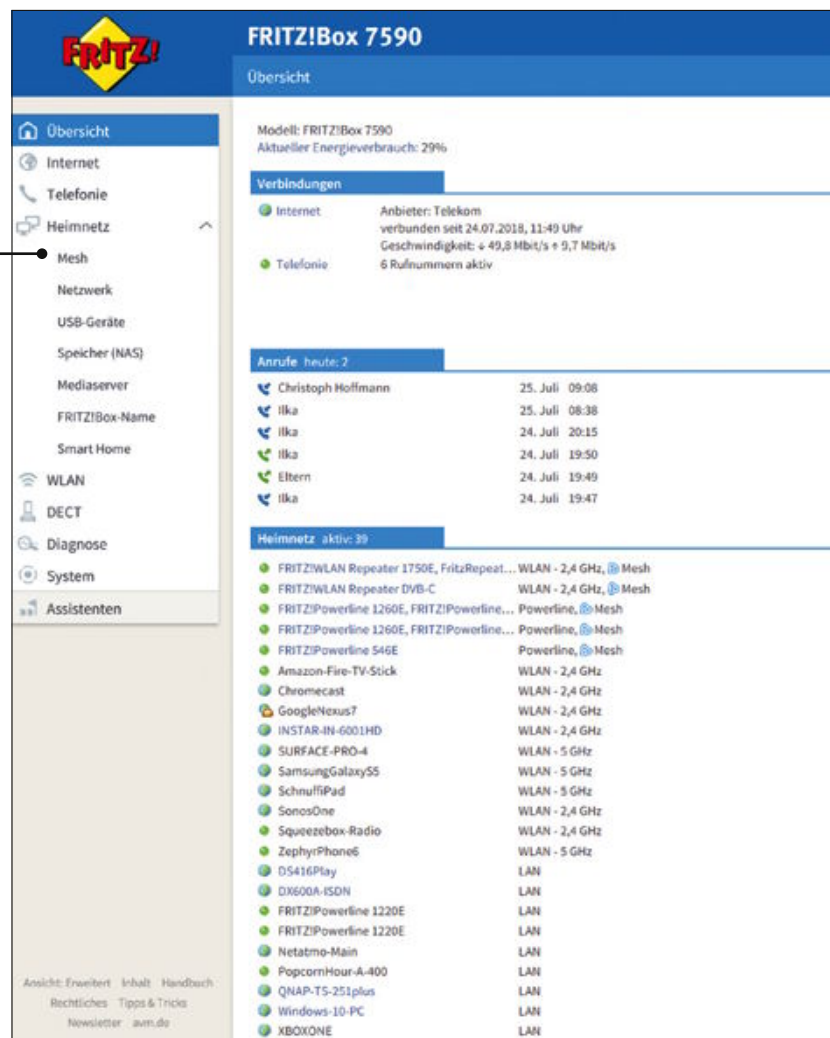 FRITZ!
FRITZ!Box 7590
Übersicht
Übersicht
Internet
Telefonie
Heimnetz
Mesh
Netzwerk
USB-Geräte
Speicher (NAS)
Mediaserver
FRITZ!Box-Name
Smart Home
WLAN
DECT
Diagnose
System
Assistenten
Ansicht: Erweitert Inhalt Handbuch
Rechtliches Tipps & Tricks
Newsletter avm.de
Modell: FRITZ!Box 7590
Aktueller Energieverbrauch: 29%
Verbindungen
Internet Anbieter: Telekom
verbunden seit 24.07.2018, 11:49 Uhr
Geschwindigkeit: ↓ 49,8 Mbit/s ↑ 9,7 Mbit/s
Telefonie 6 Rufnummern aktiv
Anrufe heute: 2
Christoph Hoffmann 25. Juli 09:08
Ilka 25. Juli 08:38
Ilka 24. Juli 20:15
Ilka 24. Juli 19:50
Eltern 24. Juli 19:49
Ilka 24. Juli 19:47
Heimnetz aktiv: 39
FRITZ!WLAN Repeater 1750E, FritzRepeat... WLAN - 2,4 GHz, Mesh
FRITZ!WLAN Repeater DVB-C WLAN - 2,4 GHz, Mesh
FRITZ!Powerline 1260E, FRITZ!Powerline... Powerline, Mesh
FRITZ!Powerline 1260E, FRITZ!Powerline... Powerline, Mesh
FRITZ!Powerline 546E Powerline, Mesh
Amazon-Fire-TV-Stick WLAN - 2,4 GHz
Chromecast WLAN - 2,4 GHz
GoogleNexus7 WLAN - 2,4 GHz
INSTAR-IN-6001HD WLAN - 2,4 GHz
SURFACE-PRO-4 WLAN - 5 GHz
SamsungGalaxyS5 WLAN - 5 GHz
SchnuffiPad WLAN - 5 GHz
SonosOne WLAN - 2,4 GHz
Squeezebox-Radio WLAN - 2,4 GHz
ZephyrPhone6 WLAN - 5 GHz
DS416Play LAN
DX600A-ISDN LAN
FRITZ!Powerline 1220E LAN
FRITZ!Powerline 1220E LAN
Netatmo-Main LAN
PopcornHour-A-400 LAN
QNAP-TS-251plus LAN
Windows-10-PC LAN
XBOXONE LAN